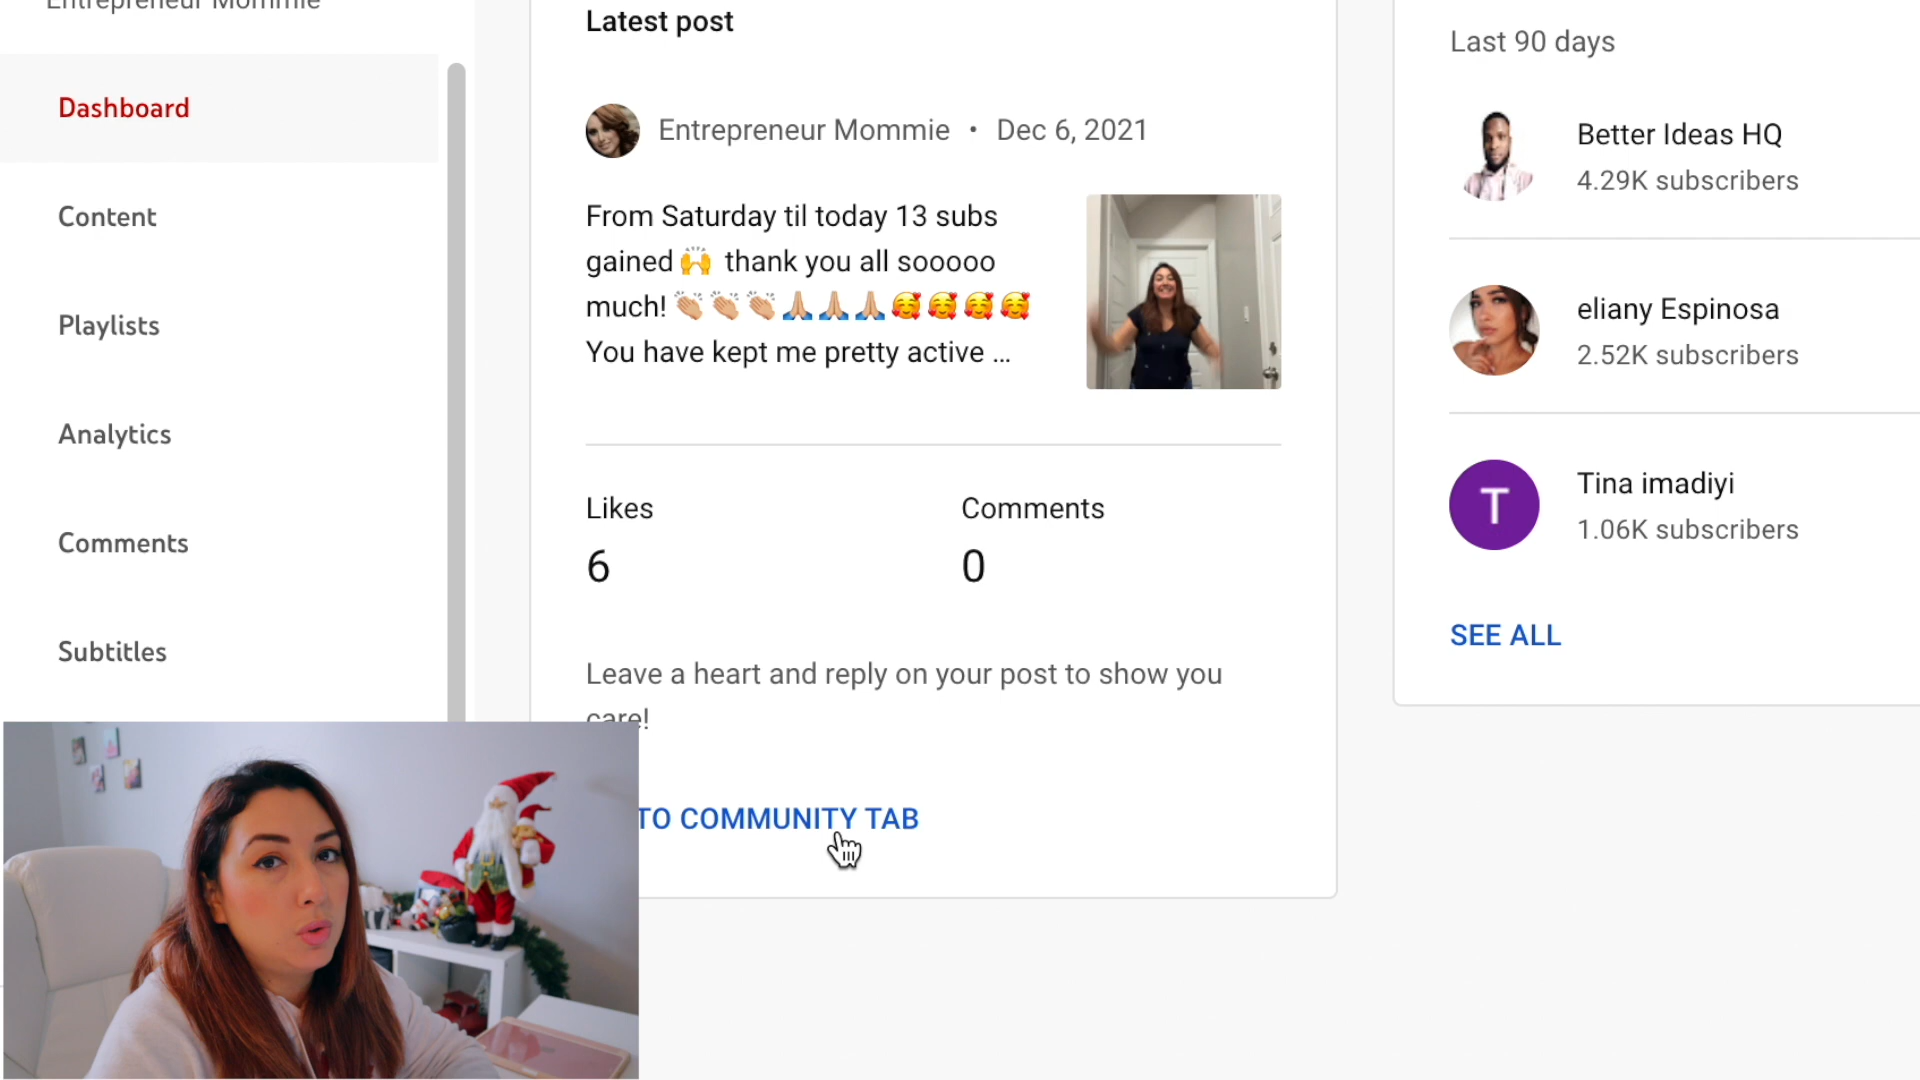 Entrepreneur Mommie
Dashboard
Content
Playlists
Analytics
Comments
Subtitles
Latest post
Entrepreneur Mommie • Dec 6, 2021
From Saturday til today 13 subs
gained 🙌 thank you all sooooo
much! 👏🏼👏🏼👏🏼🙏🏼🙏🏼🙏🏼🥰🥰🥰🥰
You have kept me pretty active ...
Likes
6
Comments
0
Leave a heart and reply on your post to show you
care!
TO COMMUNITY TAB
Last 90 days
Better Ideas HQ
4.29K subscribers
eliany Espinosa
2.52K subscribers
T
Tina imadiyi
1.06K subscribers
SEE ALL